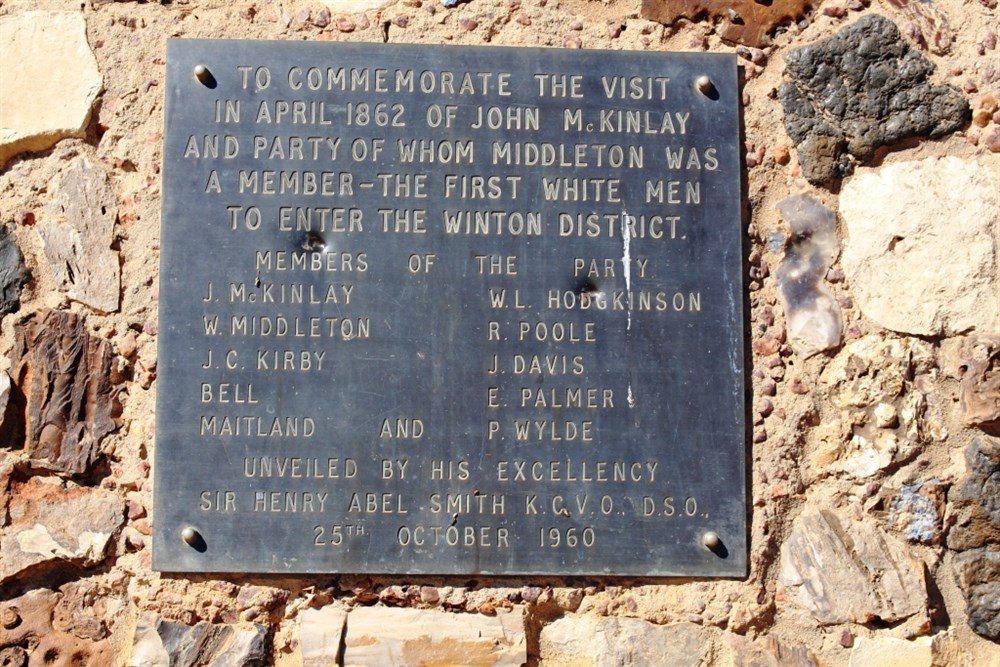 TO COMMEMORATE THE VISIT
IN APRIL 1862 OF JOHN McKINLAY
AND PARTY OF WHOM MIDDLETON WAS
A MEMBER - THE FIRST WHITE MEN
TO ENTER THE WINTON DISTRICT.
MEMBERS OF THE PARTY
J. McKINLAY W.L. HODGKINSON
W. MIDDLETON R. POOLE
J.C. KIRBY J. DAVIS
BELL E. PALMER
MAITLAND AND P. WYLDE
UNVEILED BY HIS EXCELLENCY
SIR HENRY ABEL SMITH K.C.V.O., D.S.O.,
25TH OCTOBER 1960